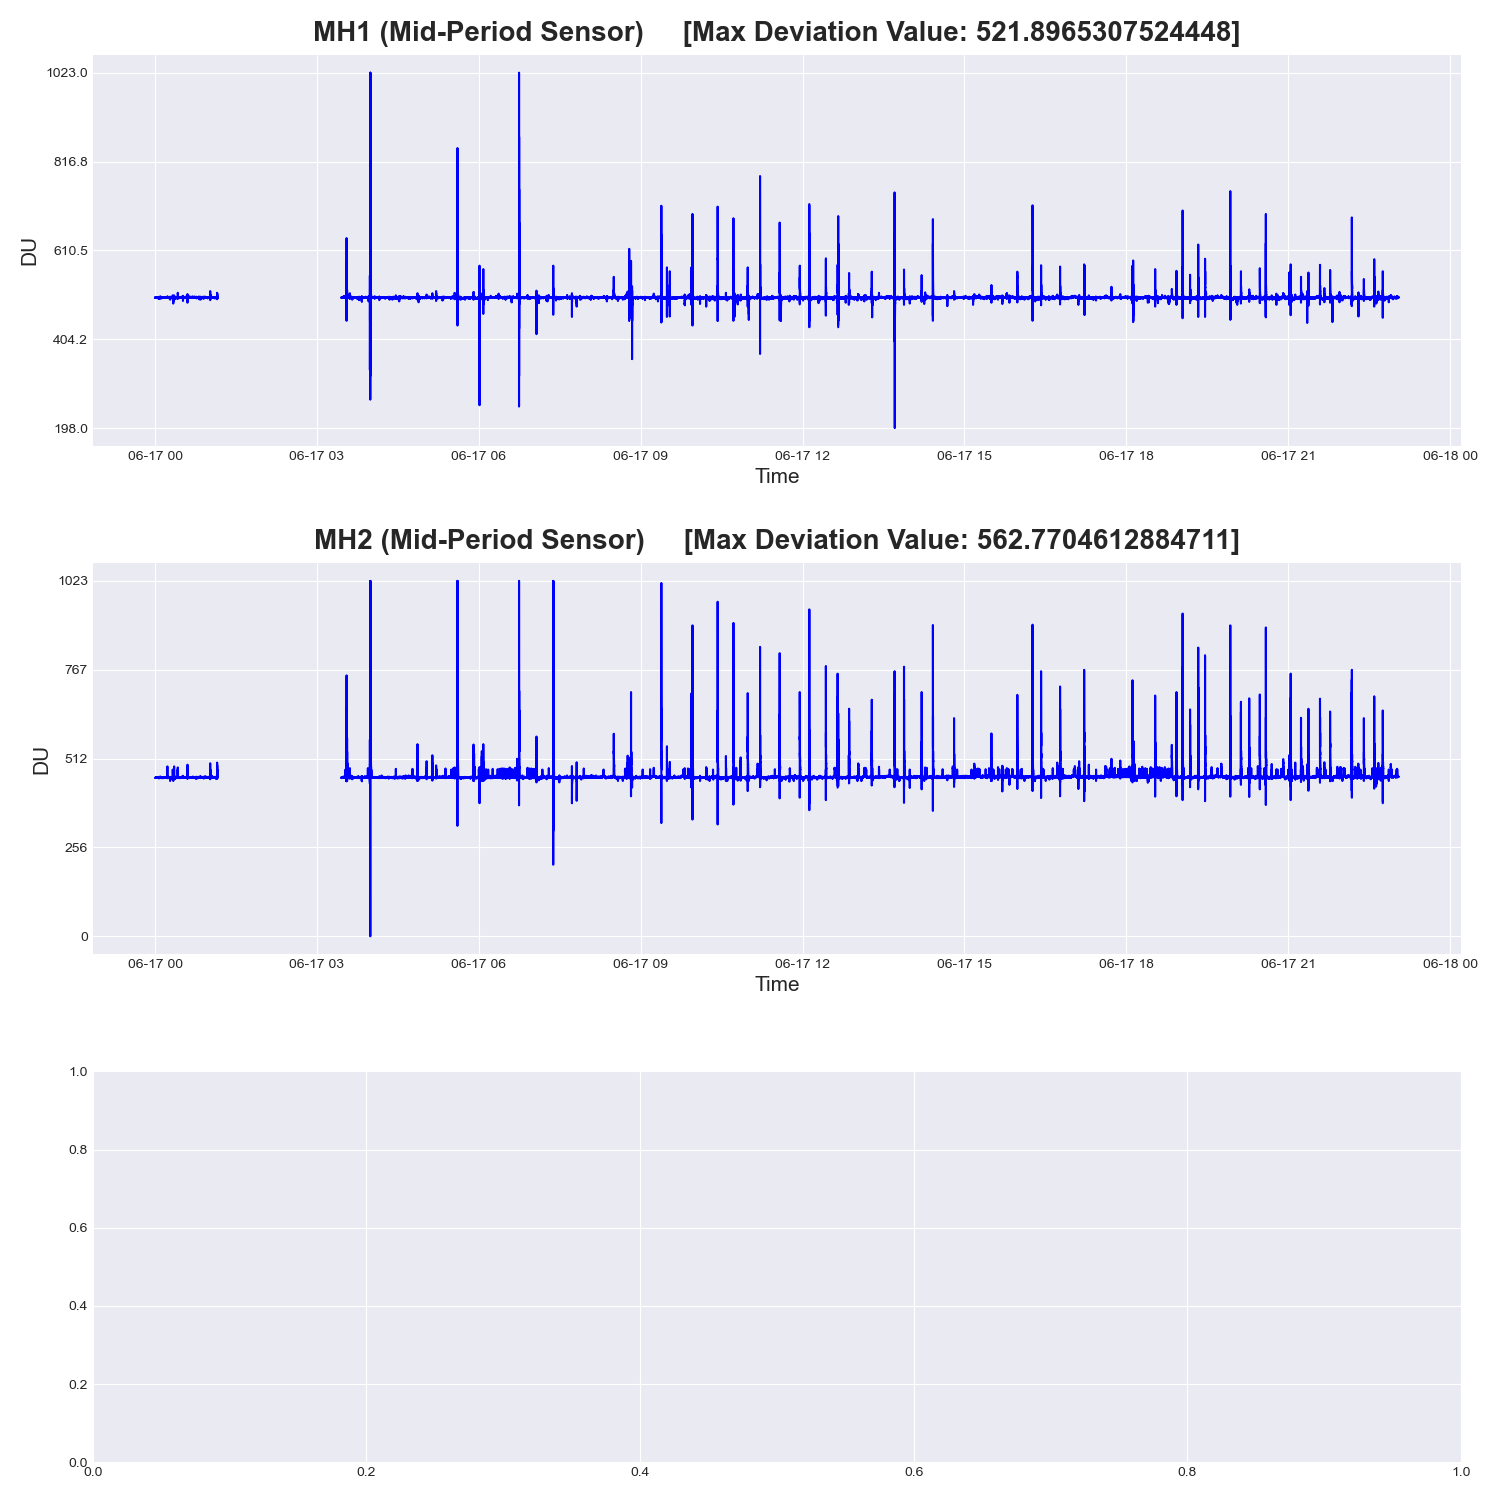 MH1 (Mid-Period Sensor) [Max Deviation Value: 521.8965307524448]
1023.0
816.8
610.5
404.2
198.0
DU
06-17 00 06-17 03 06-17 06 06-17 09 06-17 12 06-17 15 06-17 18 06-17 21 06-18 00
Time
MH2 (Mid-Period Sensor) [Max Deviation Value: 562.7704612884711]
1023
767
512
256
0
DU
06-17 00 06-17 03 06-17 06 06-17 09 06-17 12 06-17 15 06-17 18 06-17 21 06-18 00
Time
1.0
0.8
0.6
0.4
0.2
0.0
0.0 0.2 0.4 0.6 0.8 1.0